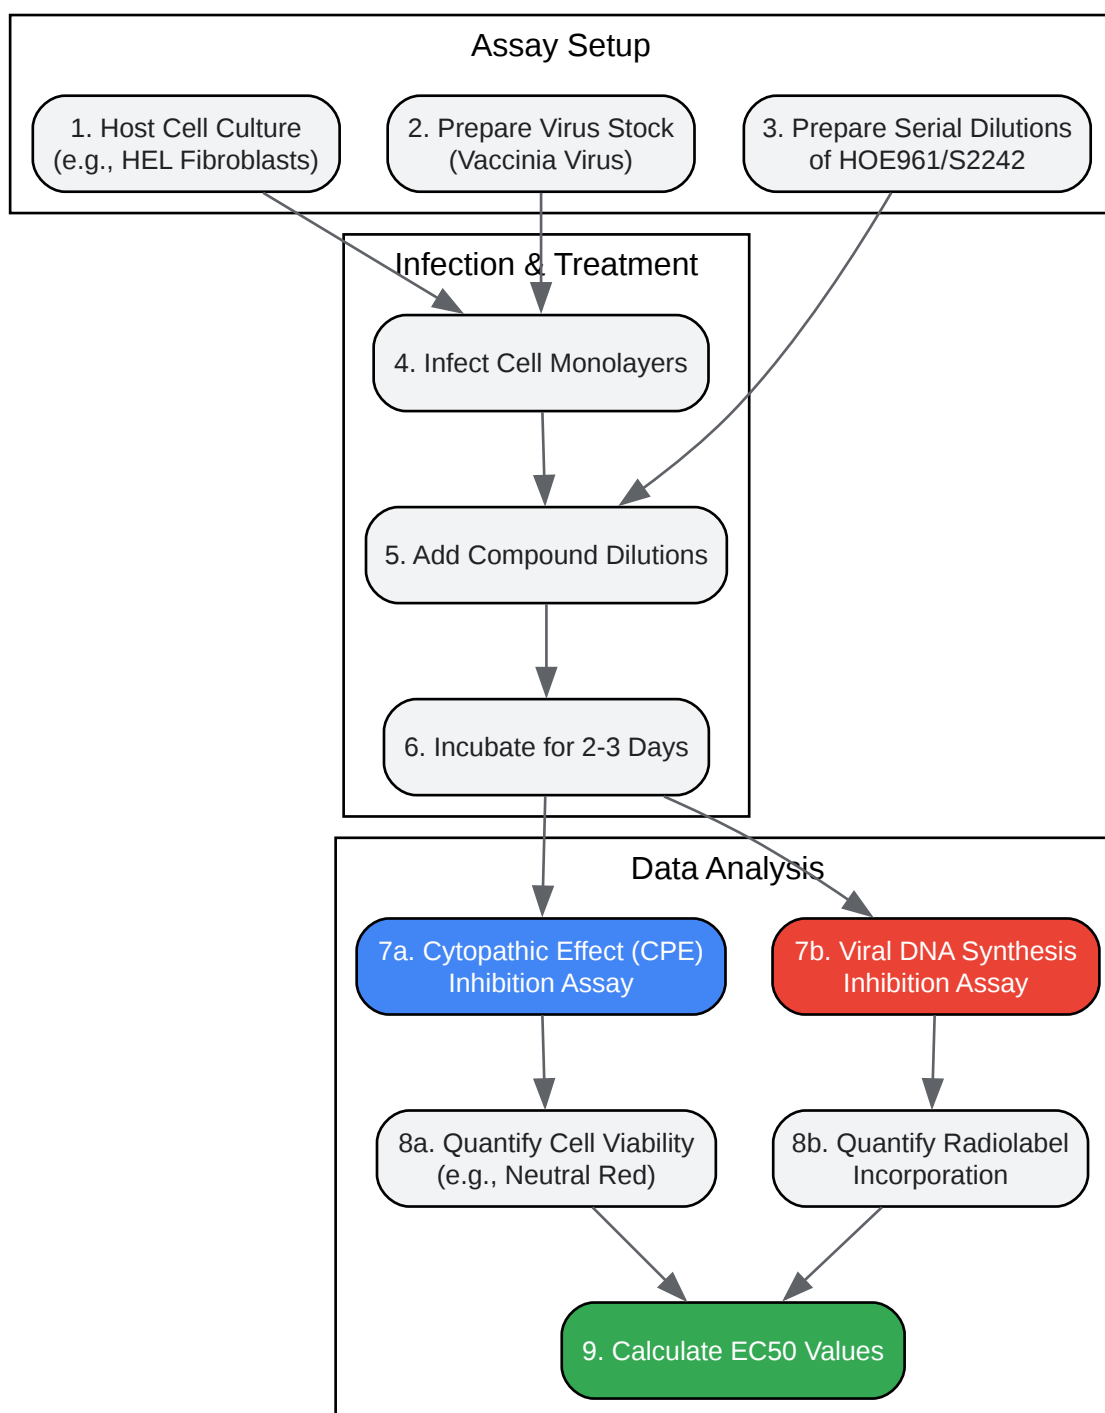 Assay Setup
1. Host Cell Culture
(e.g., HEL Fibroblasts)
2. Prepare Virus Stock
(Vaccinia Virus)
3. Prepare Serial Dilutions
of HOE961/S2242
Infection & Treatment
4. Infect Cell Monolayers
5. Add Compound Dilutions
6. Incubate for 2-3 Days
Data Analysis
7a. Cytopathic Effect (CPE)
Inhibition Assay
7b. Viral DNA Synthesis
Inhibition Assay
8a. Quantify Cell Viability
(e.g., Neutral Red)
8b. Quantify Radiolabel
Incorporation
9. Calculate EC50 Values